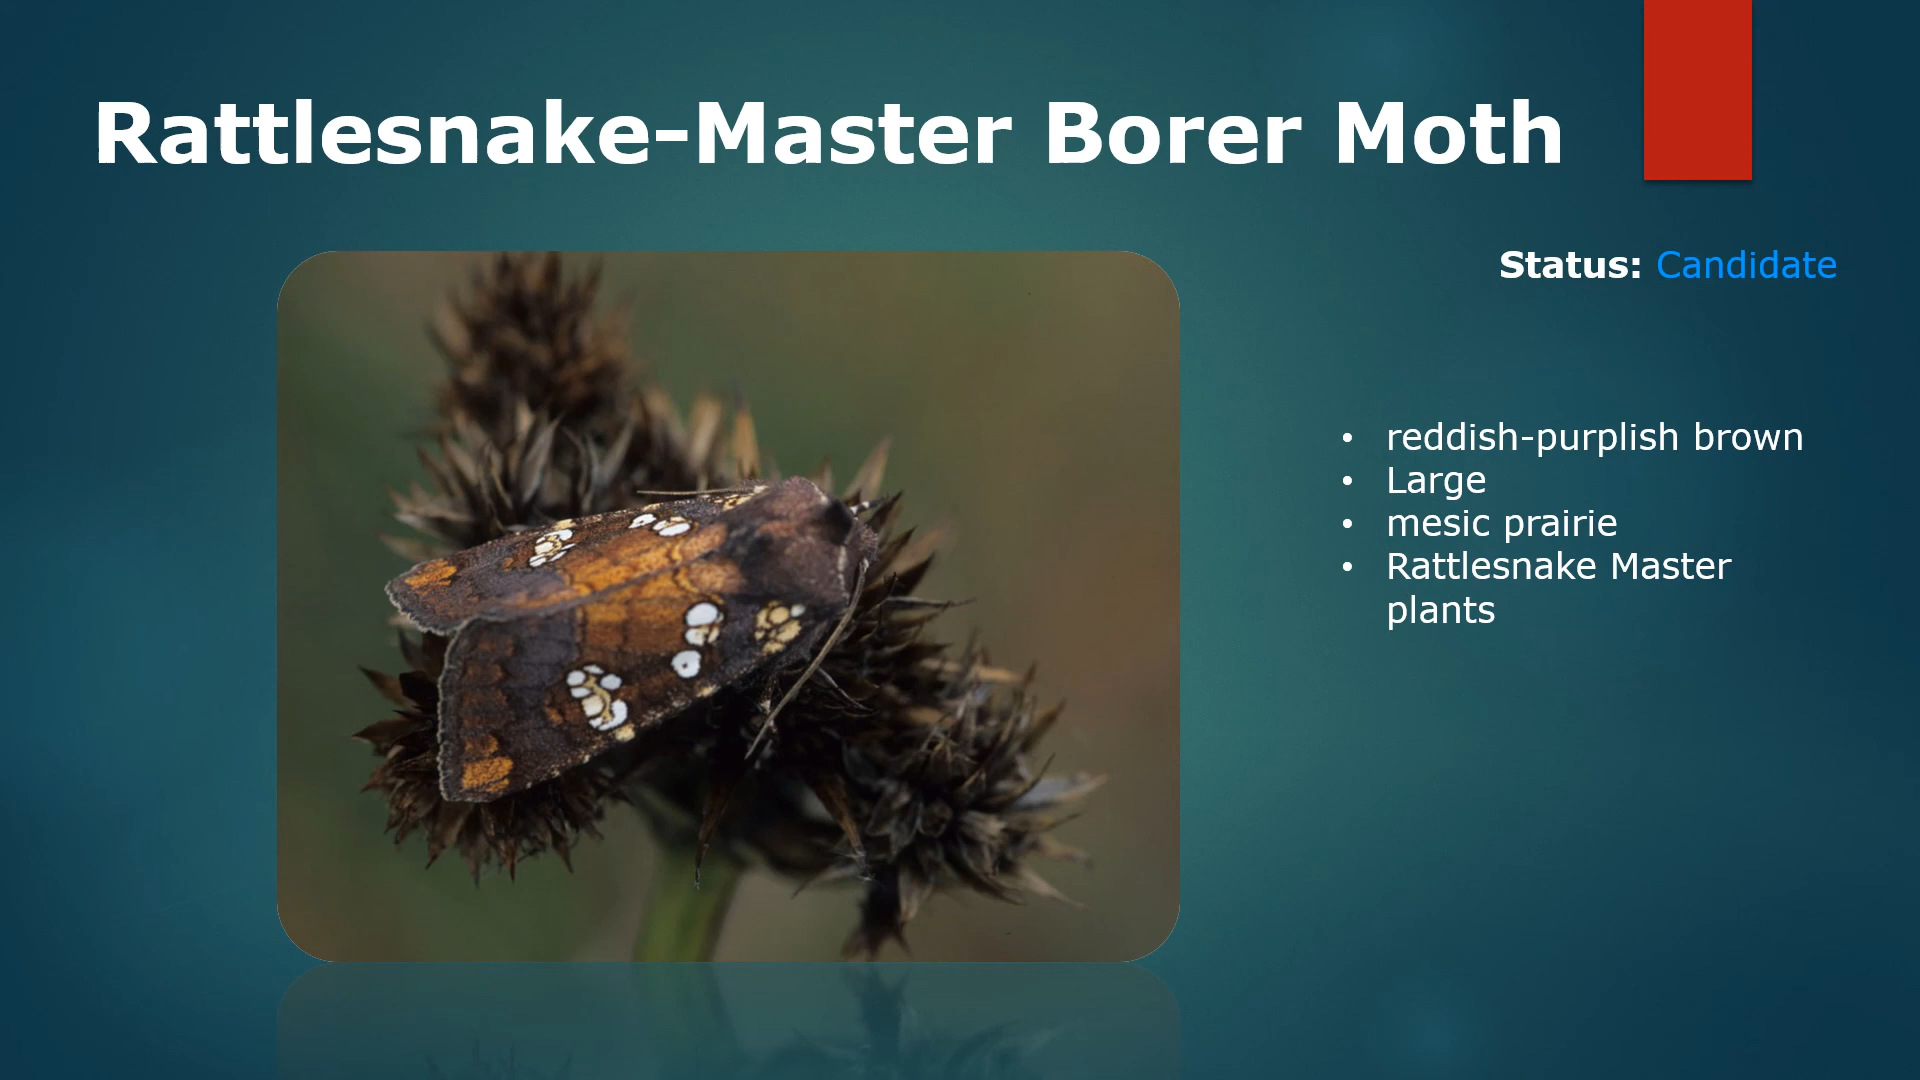 Rattlesnake-Master Borer Moth
Status: Candidate
• reddish-purplish brown
• Large
• mesic prairie
• Rattlesnake Master
plants